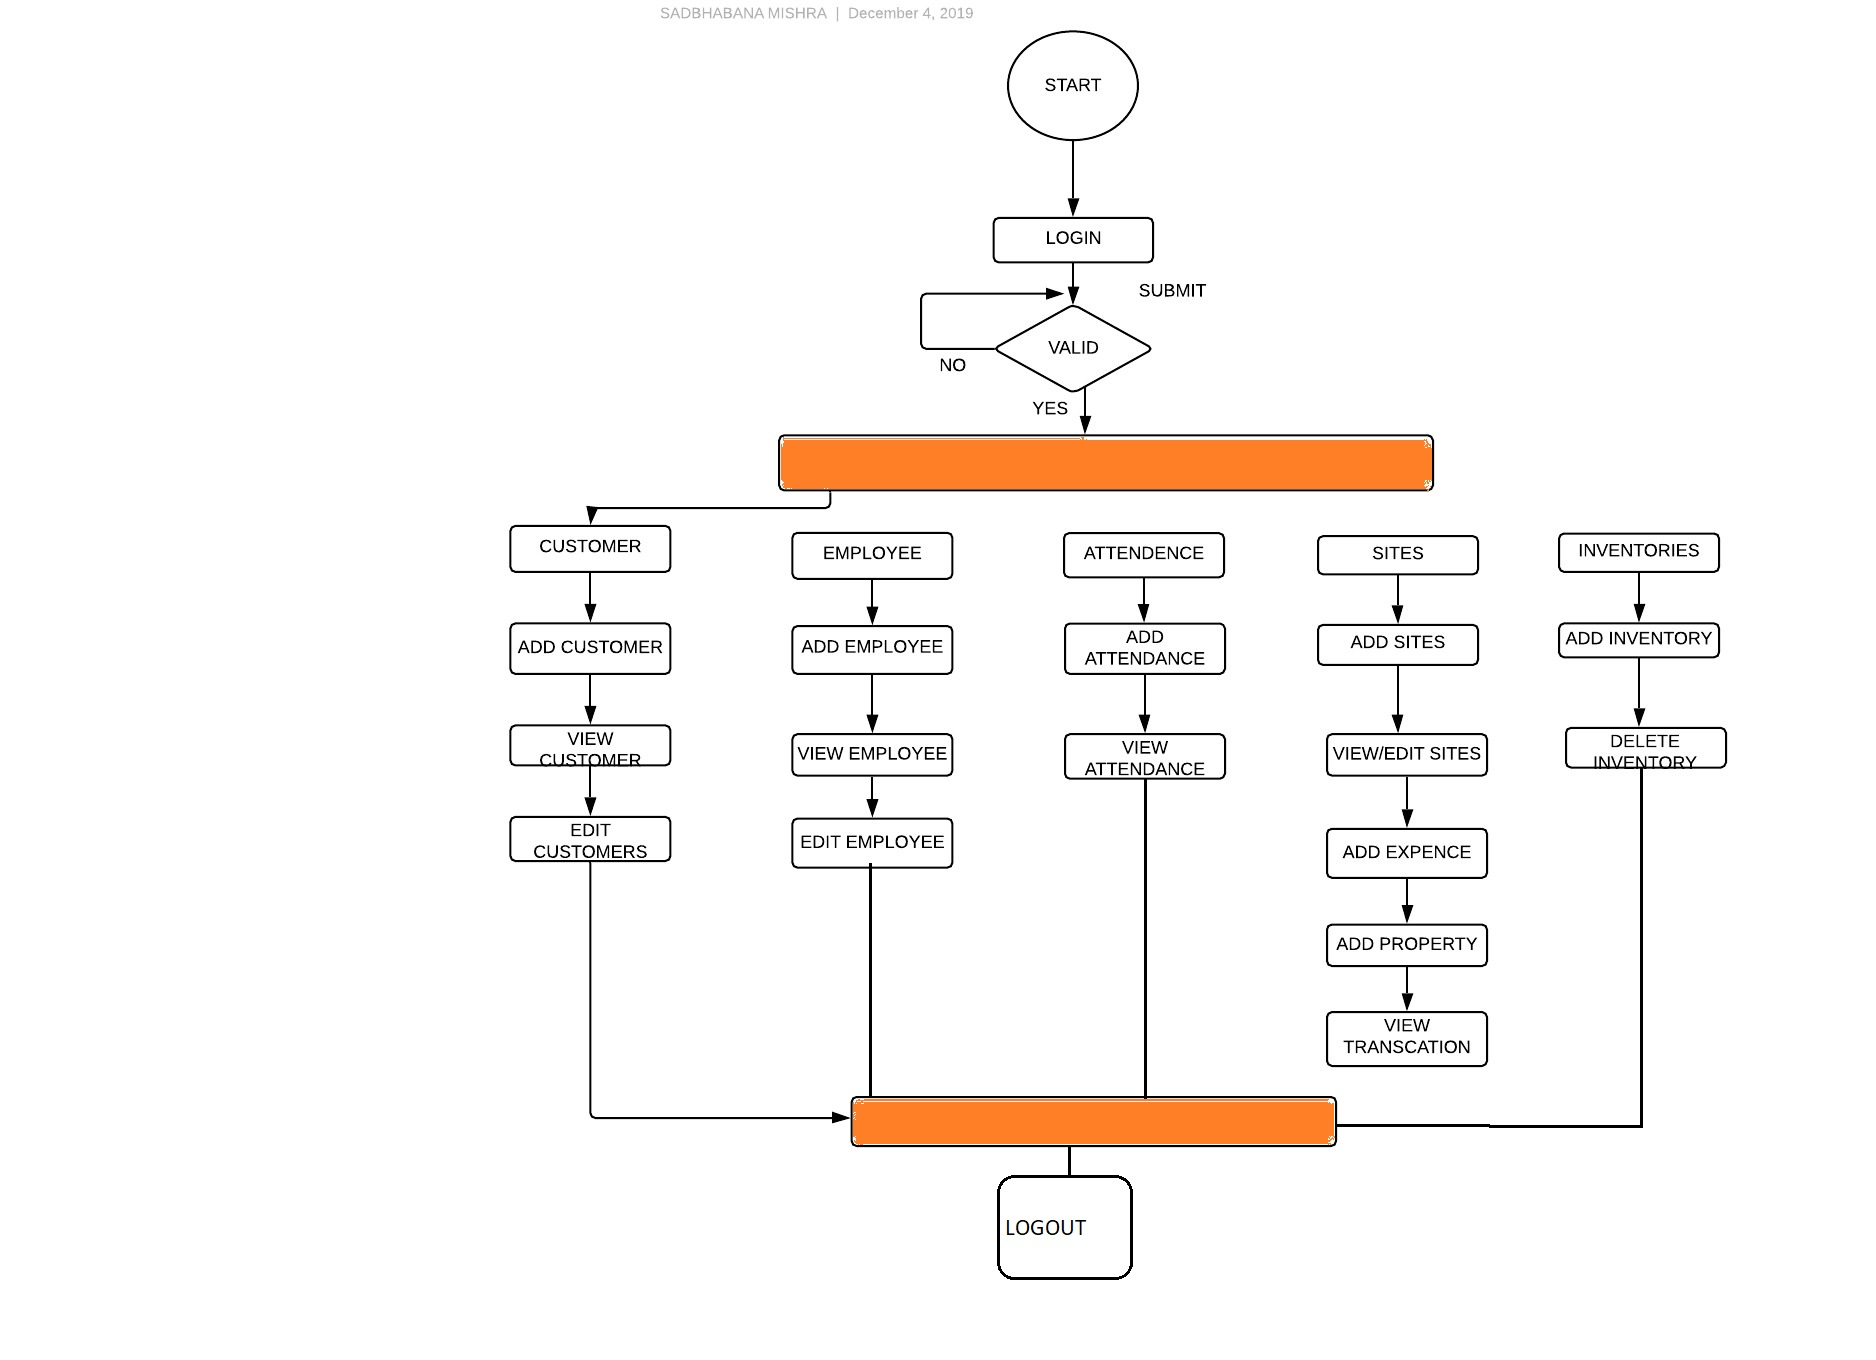 SADBHABANA MISHRA | December 4, 2019
START
LOGIN
SUBMIT
VALID
NO
YES
CUSTOMER
EMPLOYEE
ATTENDENCE
SITES
INVENTORIES
ADD CUSTOMER
ADD EMPLOYEE
ADD
ATTENDANCE
ADD SITES
ADD INVENTORY
VIEW
CUSTOMER
VIEW EMPLOYEE
VIEW
ATTENDANCE
VIEW/EDIT SITES
DELETE
INVENTORY
EDIT
CUSTOMERS
EDIT EMPLOYEE
ADD EXPENCE
ADD PROPERTY
VIEW
TRANSCATION
LOGOUT